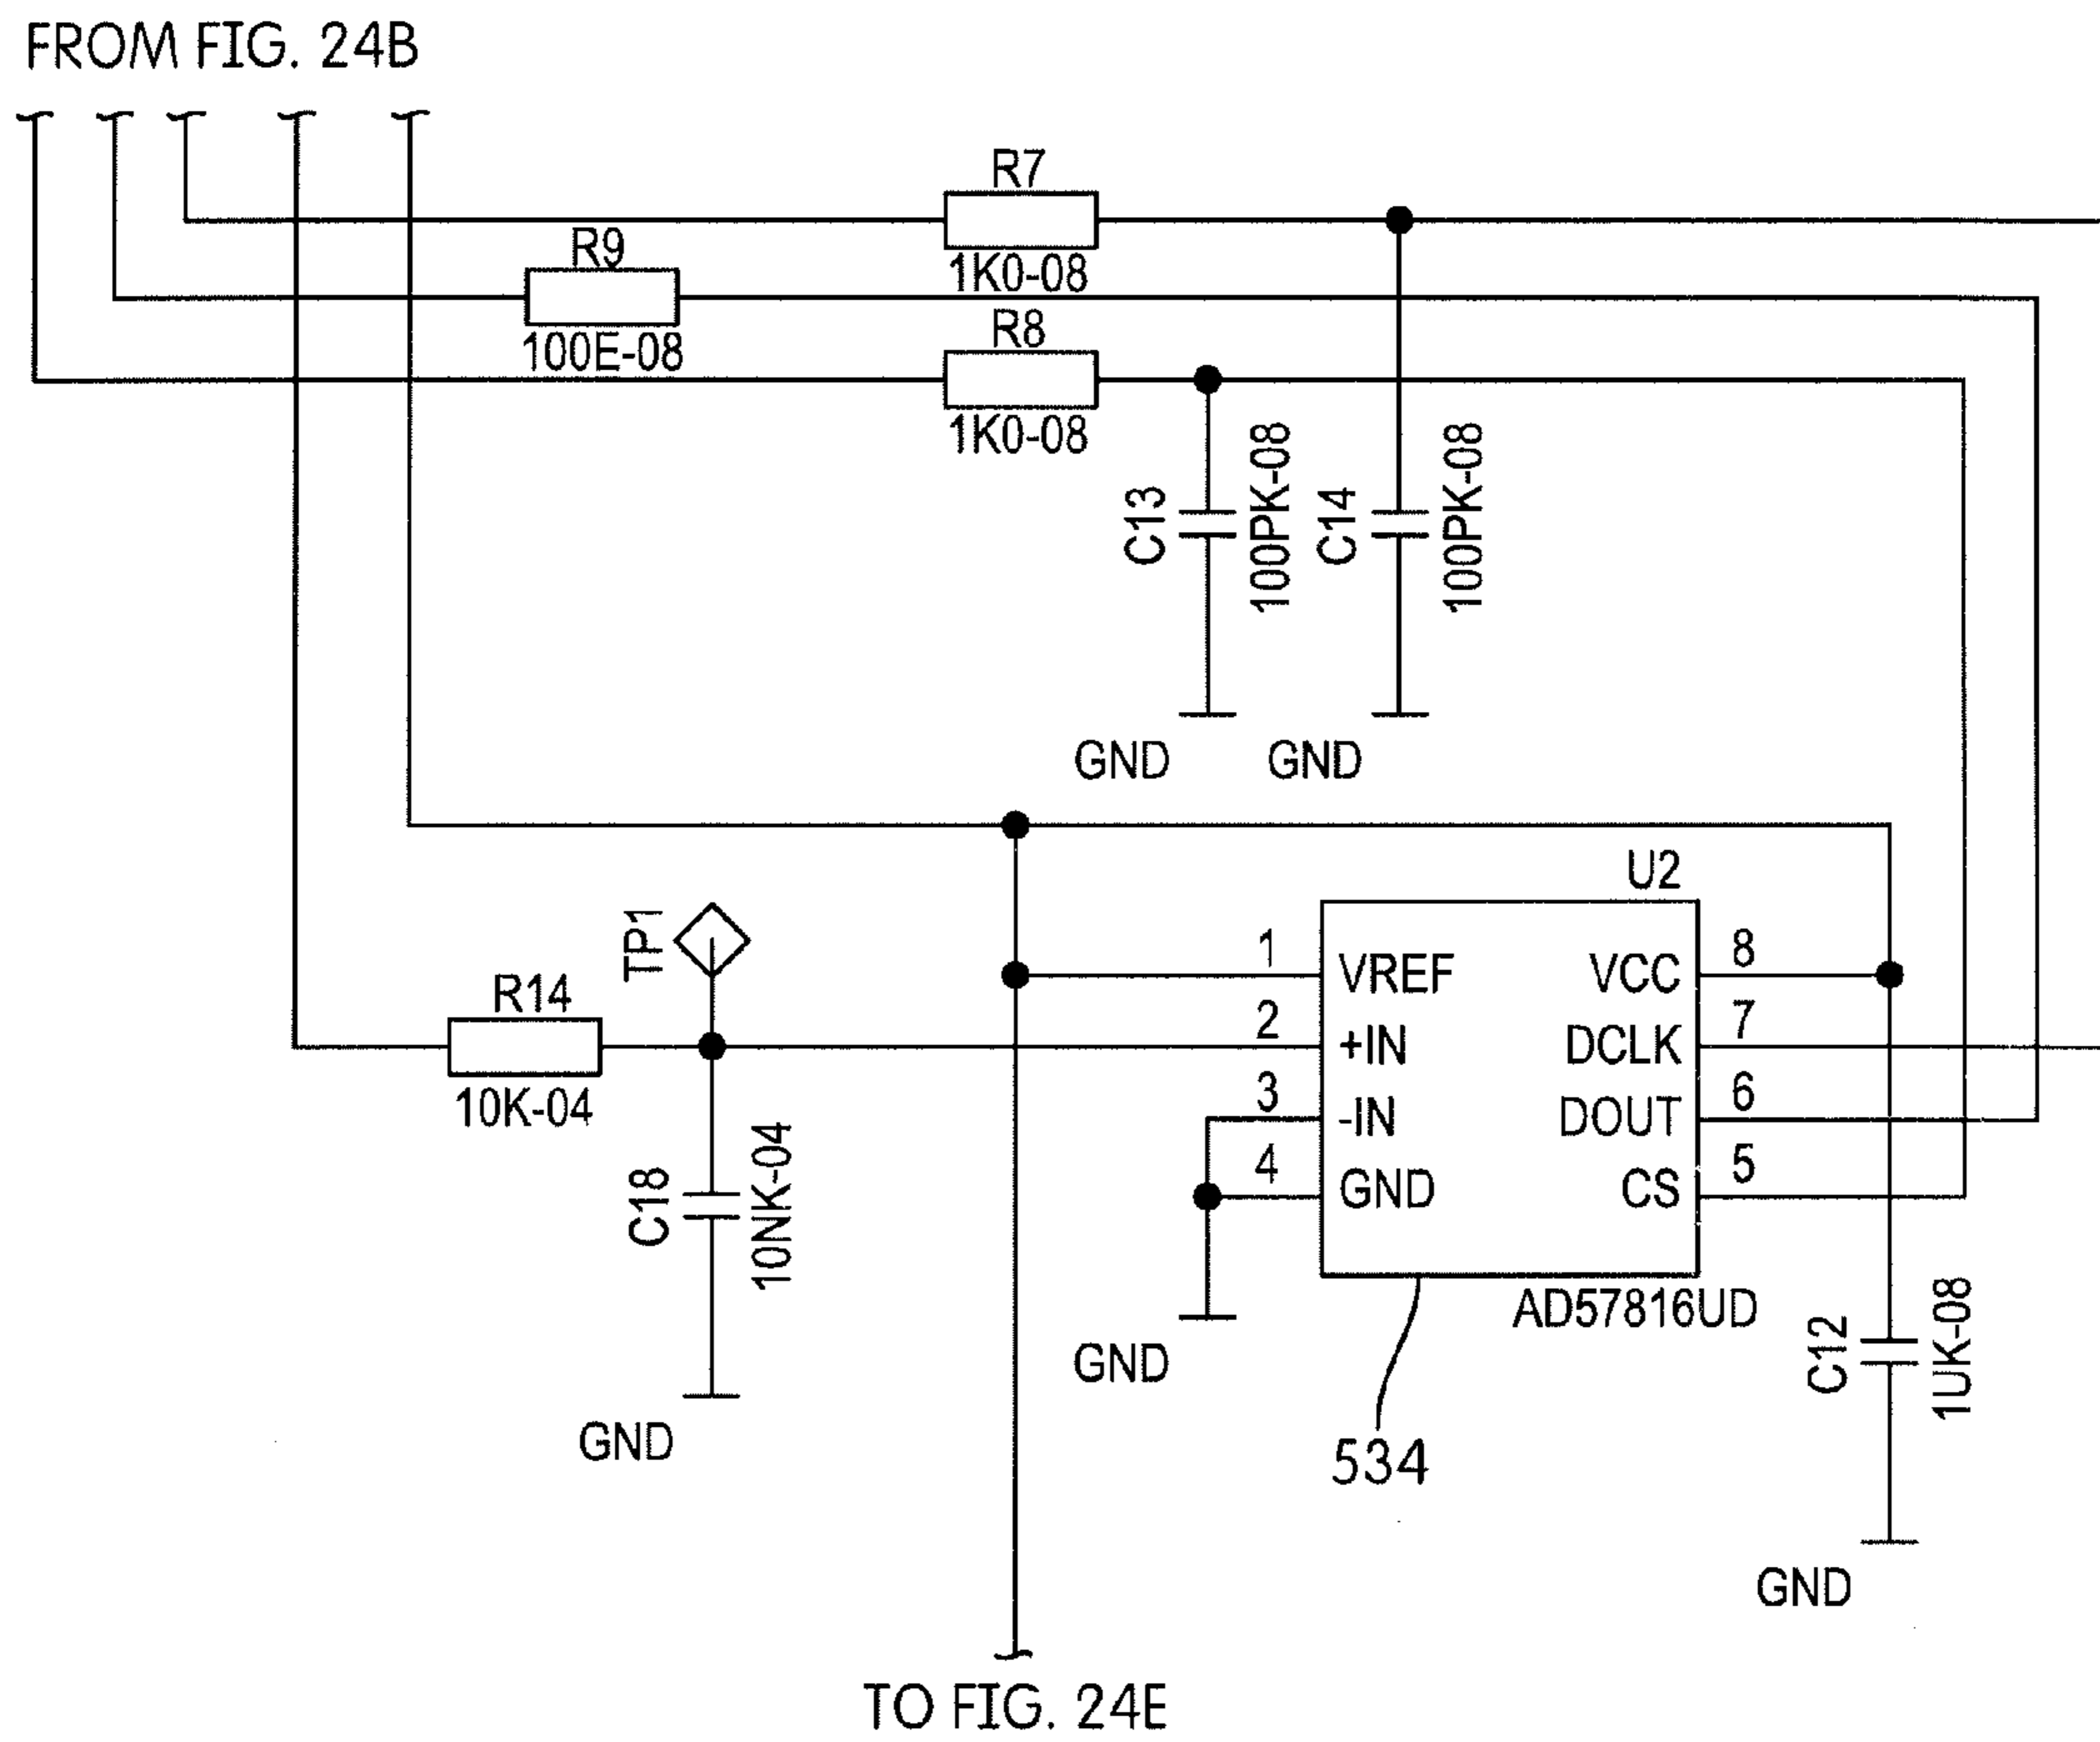 FROM FIG. 24B
R7
1K0-08
R9
100E-08
R8
1K0-08
C13
100PK-08
C14
100PK-08
GND
GND
U2
TP1
R14
10K-04
C18
10NK-04
GND
1
VREF
VCC
8
2
+IN
DCLK
7
3
-IN
DOUT
6
4
GND
CS
5
AD57816UD
GND
534
C12
1UK-08
GND
TO FIG. 24E